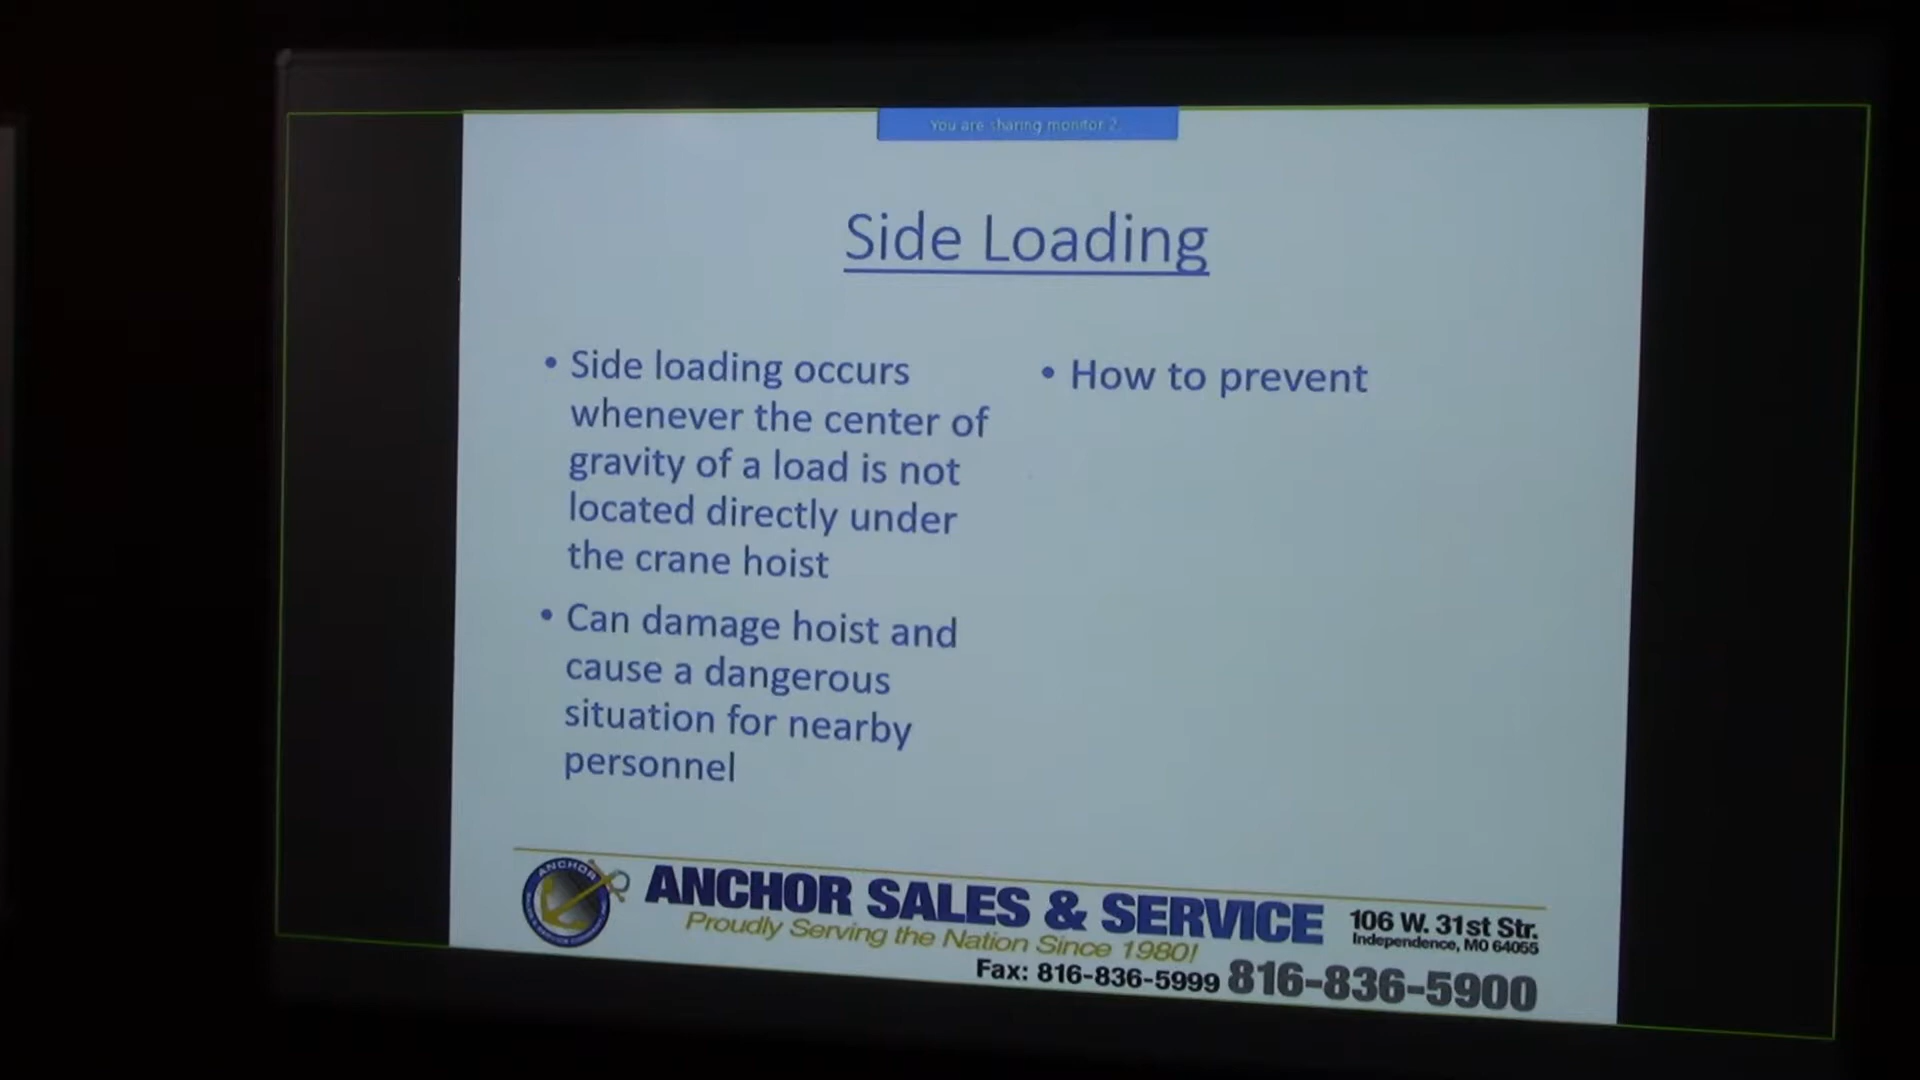 You are sharing monitor 2
Side Loading
• Side loading occurs
whenever the center of
gravity of a load is not
located directly under
the crane hoist
• Can damage hoist and
cause a dangerous
situation for nearby
personnel
• How to prevent
ANCHOR
ANCHOR SALES & SERVICE
Proudly Serving the Nation Since 1980!
106 W. 31st Str.
Independence, MO 64055
Fax: 816-836-5999 816-836-5900